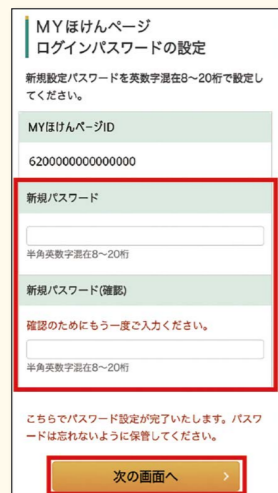 MYほけんページ
ログインパスワードの設定
新規設定パスワードを英数字混在8～20桁で設定し
てください。
MYほけんページID
6200000000000000
新規パスワード
半角英数字混在8～20桁
新規パスワード(確認)
確認のためにもう一度ご入力ください。
半角英数字混在8～20桁
こちらでパスワード設定が完了いたします。パスワ
ードは忘れないように保管してください。
次の画面へ